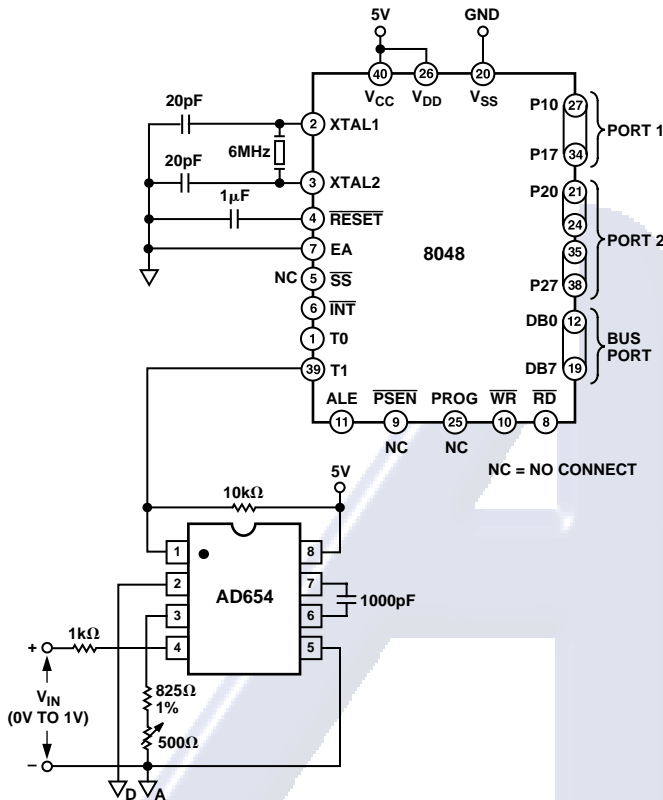 5V
GND
40
26
20
VCC
VDD
VSS
20pF
2
XTAL1
6MHz
20pF
3
XTAL2
1µF
4
RESET
7
EA
NC
5
SS
6
INT
1
T0
39
T1
8048
P10
27
P17
34
PORT 1
P20
21
24
35
P27
38
PORT 2
DB0
12
DB7
19
BUS
PORT
ALE
PSEN
PROG
WR
RD
11
9
25
10
8
NC
NC
NC = NO CONNECT
5V
10kΩ
1
8
2
7
3
6
4
5
AD654
1000pF
1kΩ
+
VIN
(0V TO 1V)
–
825Ω
1%
500Ω
D
A